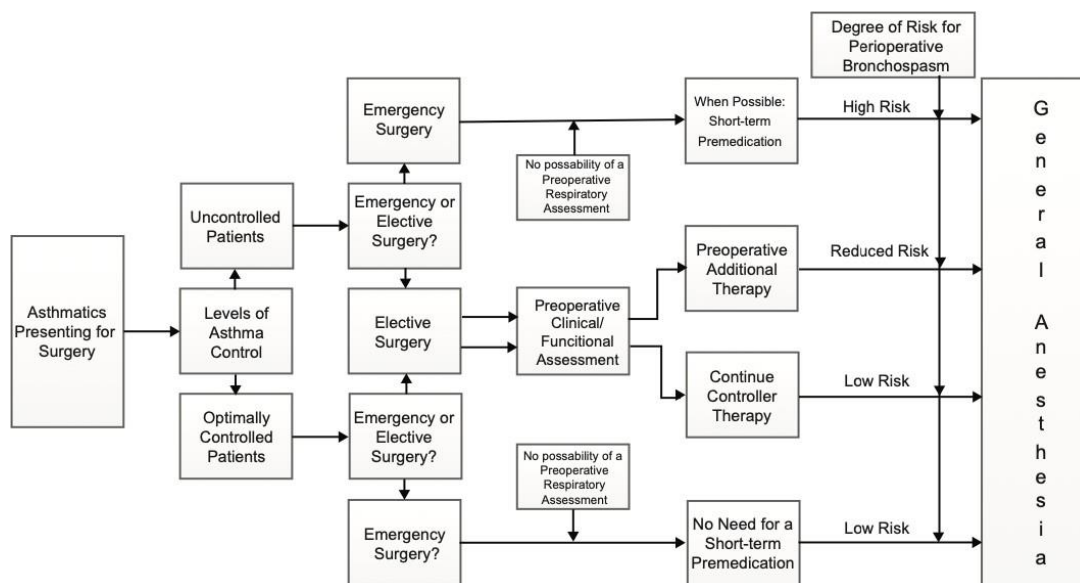 Degree of Risk for
Perioperative
Bronchospasm
Emergency
Surgery
When Possible:
Short-term
Premedication
High Risk
No possability of a
Preoperative
Respiratory
Assessment
Uncontrolled
Patients
Emergency or
Elective
Surgery?
Preoperative
Additional
Therapy
Reduced Risk
Asthmatics
Presenting for
Surgery
Levels of
Asthma
Control
Elective
Surgery
Preoperative
Clinical/
Functional
Assessment
Optimally
Controlled
Patients
Emergency or
Elective
Surgery?
Continue
Controller
Therapy
Low Risk
No possability of a
Preoperative
Respiratory
Assessment
Emergency
Surgery?
No Need for a
Short-term
Premedication
Low Risk
General Anesthesia